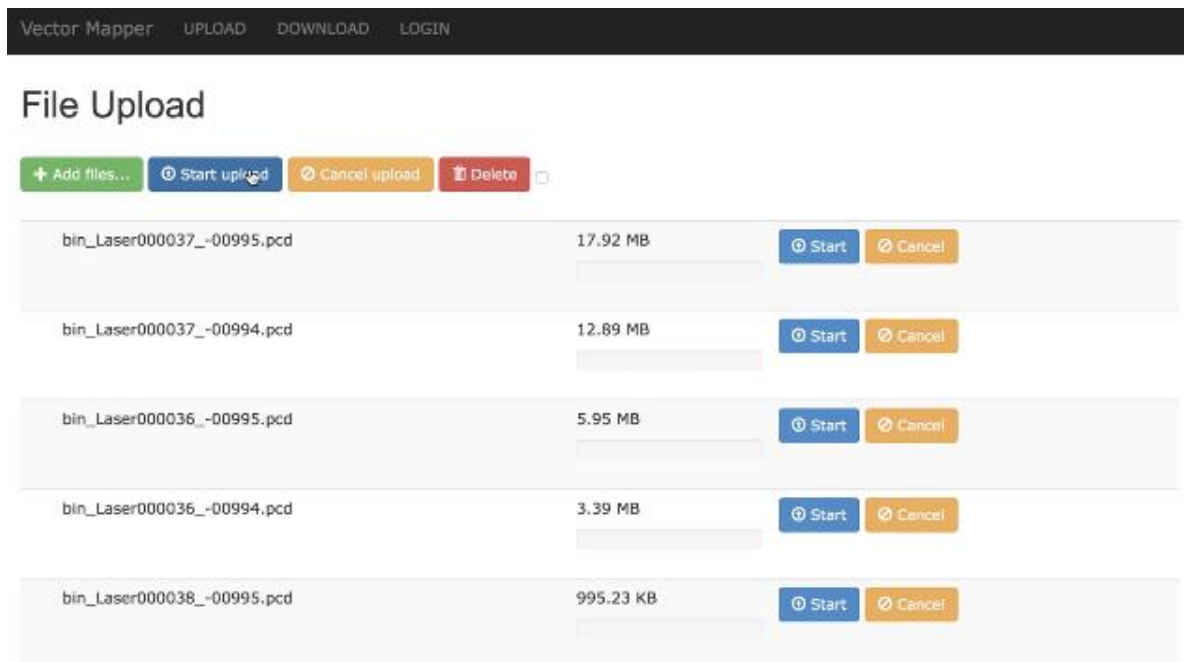 Vector Mapper UPLOAD DOWNLOAD LOGIN
File Upload
Add files... Start upload Cancel upload Delete
bin_Laser000037_-00995.pcd 17.92 MB Start Cancel
bin_Laser000037_-00994.pcd 12.89 MB Start Cancel
bin_Laser000036_-00995.pcd 5.95 MB Start Cancel
bin_Laser000036_-00994.pcd 3.39 MB Start Cancel
bin_Laser000038_-00995.pcd 995.23 KB Start Cancel